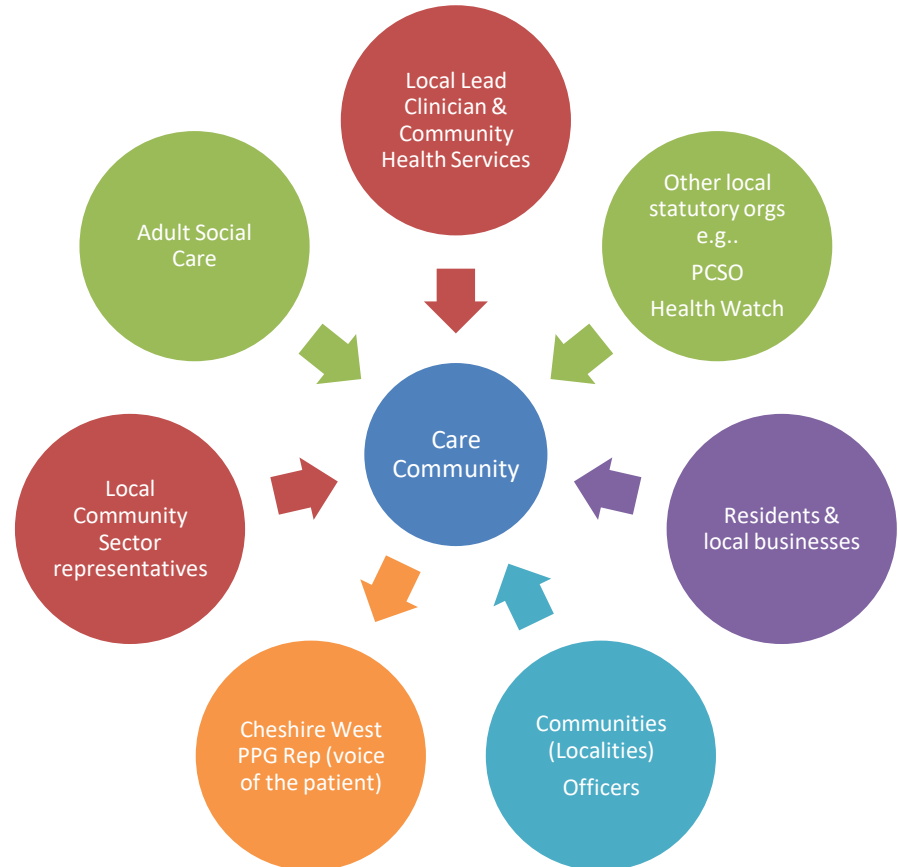 Local Lead
Clinician &
Community
Health Services
Other local
statutory orgs
e.g..
PCSO
Health Watch
Residents &
local businesses
Communities
(Localities)
Officers
Cheshire West
PPG Rep (voice
of the patient)
Local
Community
Sector
representatives
Adult Social
Care
Care
Community